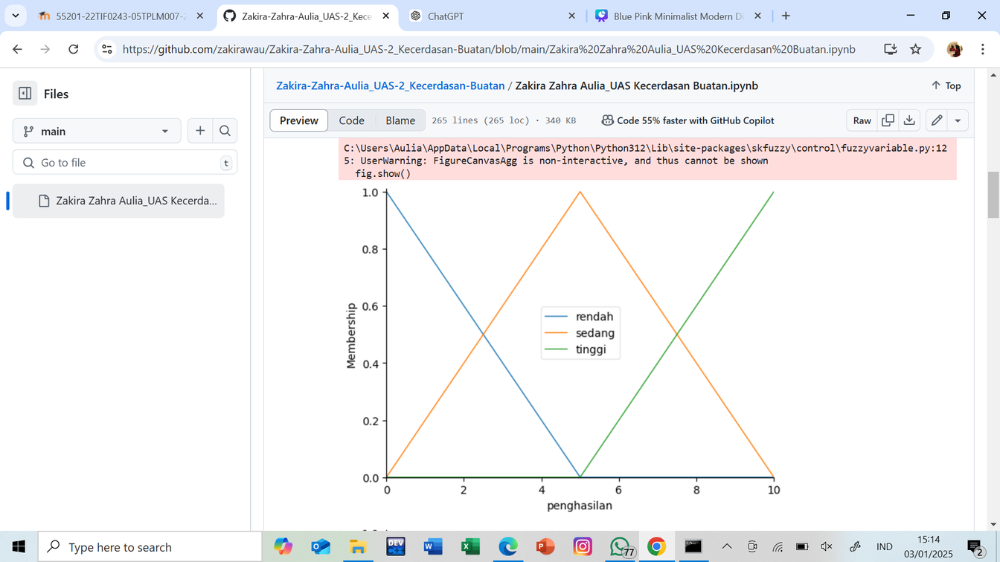 55201-22TIF0243-05TPLM007-2
Zakira-Zahra-Aulia_UAS-2_Kece
ChatGPT
Blue Pink Minimalist Modern Di
https://github.com/zakirawau/Zakira-Zahra-Aulia_UAS-2_Kecerdasan-Buatan/blob/main/Zakira%20Zahra%20Aulia_UAS%20Kecerdasan%20Buatan.ipynb
Files
main
Go to file
t
Zakira Zahra Aulia_UAS Kecerda...
Zakira-Zahra-Aulia_UAS-2_Kecerdasan-Buatan / Zakira Zahra Aulia_UAS Kecerdasan Buatan.ipynb
Top
Preview
Code
Blame
265 lines (265 loc) · 340 KB
Code 55% faster with GitHub Copilot
Raw
C:\Users\Aulia\AppData\Local\Programs\Python\Python312\Lib\site-packages\skfuzzy\control\fuzzyvariable.py:12
5: UserWarning: FigureCanvasAgg is non-interactive, and thus cannot be shown
fig.show()
1.0
0.8
0.6
0.4
0.2
0.0
Membership
rendah
sedang
tinggi
0 2 4 6 8 10
penghasilan
Type here to search
DEV
77
IND
15:14
03/01/2025
2